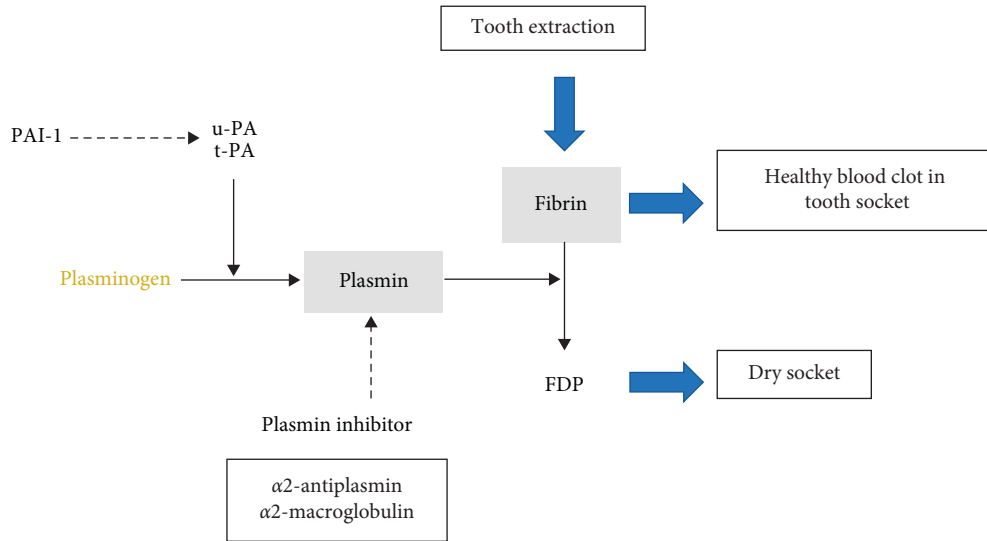 Tooth extraction
PAI-1
u-PA
t-PA
Fibrin
Healthy blood clot in
tooth socket
Plasminogen
Plasmin
FDP
Dry socket
Plasmin inhibitor
α2-antiplasmin
α2-macroglobulin